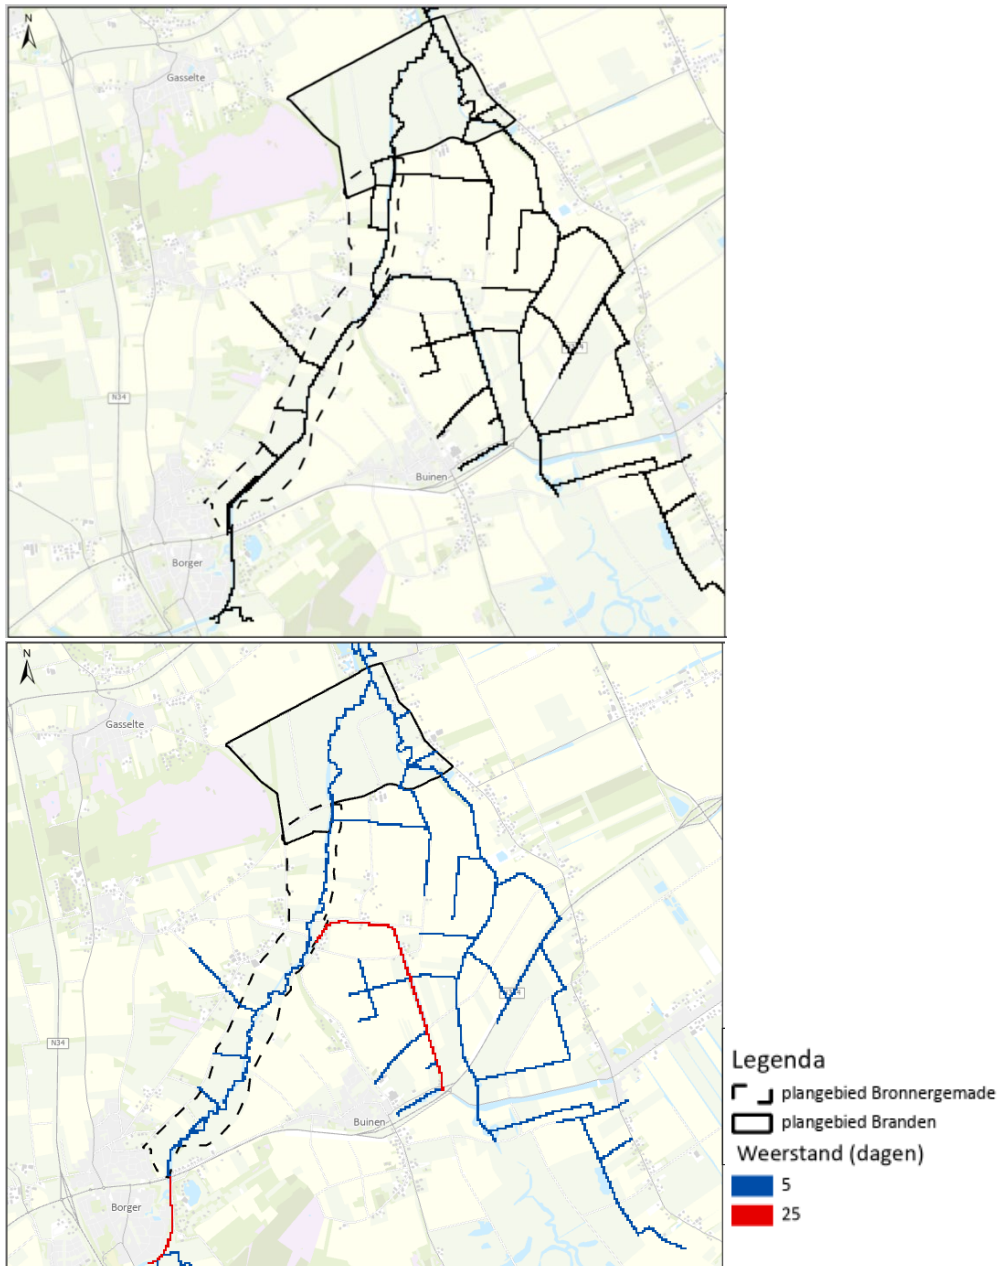 N
Gasselte
N34
Buinen
Borger
N
Gasselte
N34
Buinen
Borger
Legenda
plangebied Bronnergemade
plangebied Branden
Weerstand (dagen)
5
25